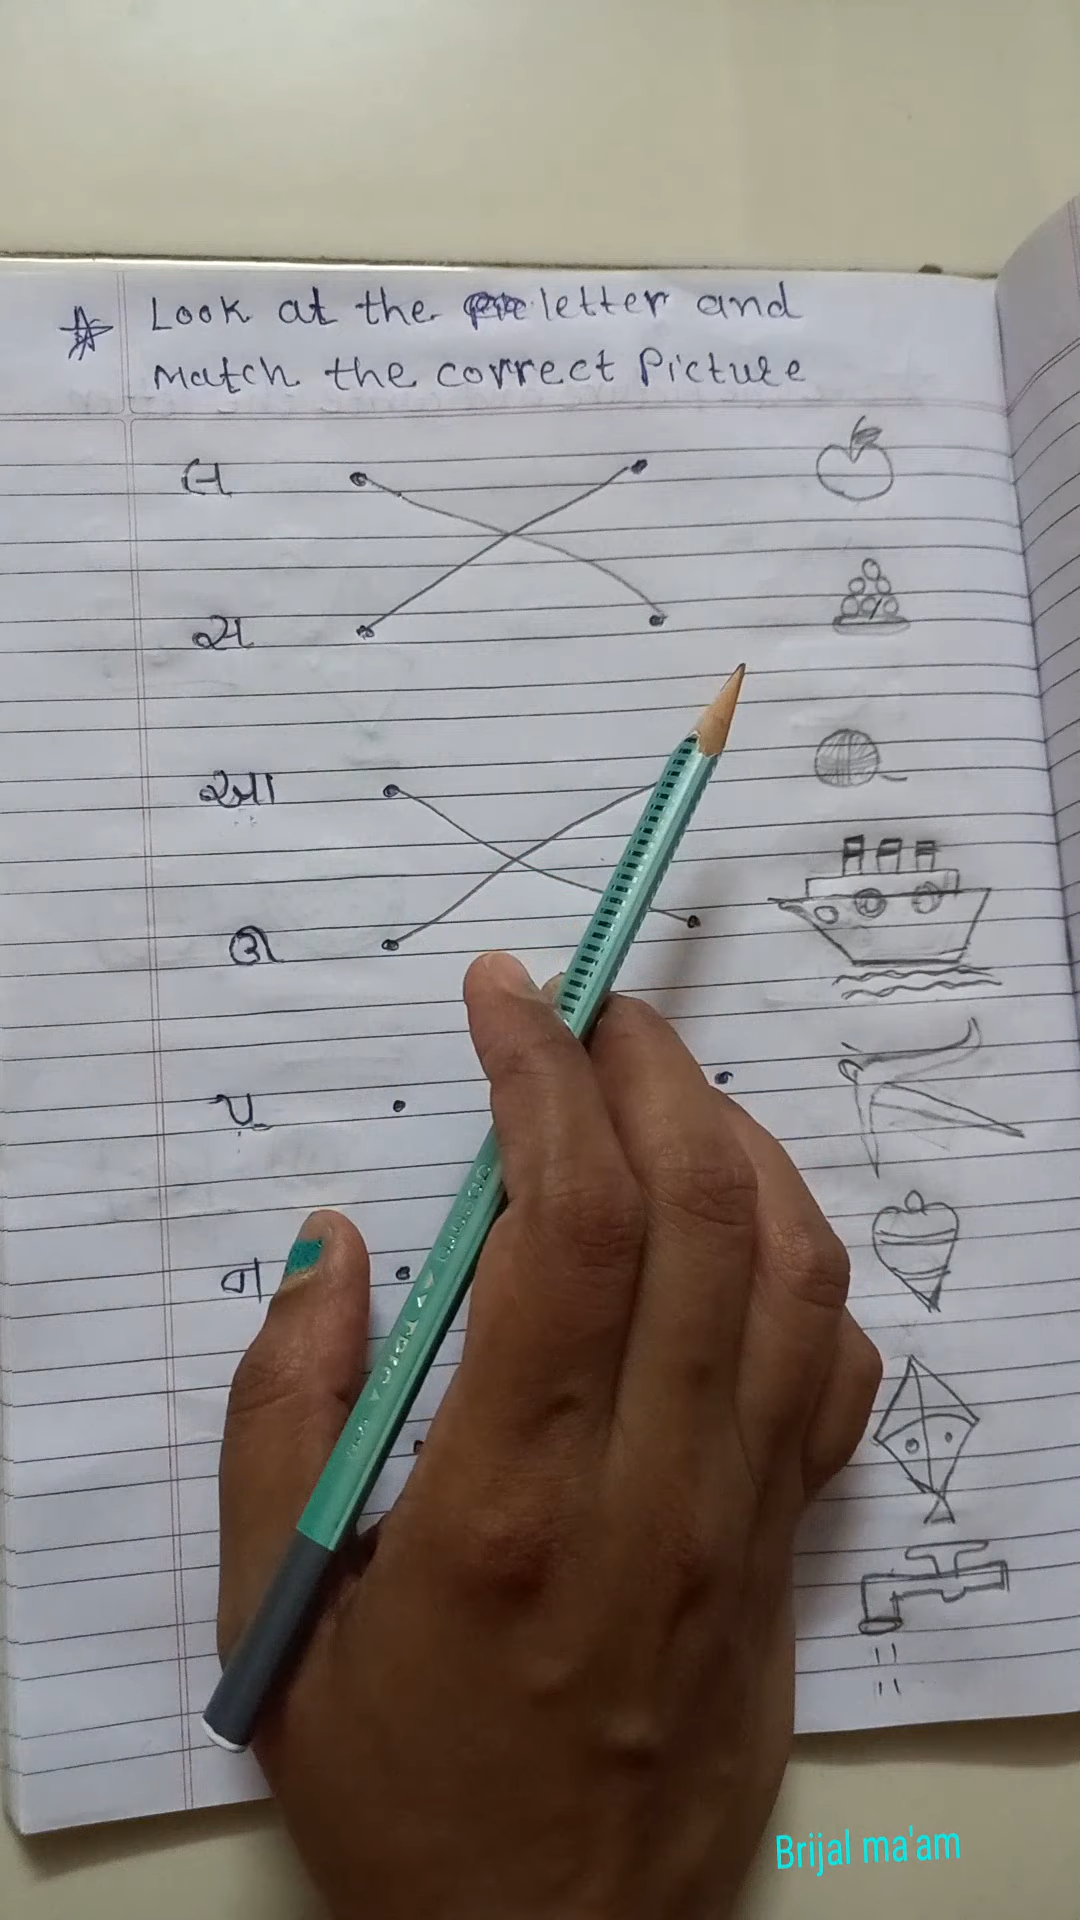 Look at the letter and
Match the correct Picture
લ
સ
આ
ઊ
પ
ન
Brijal ma'am